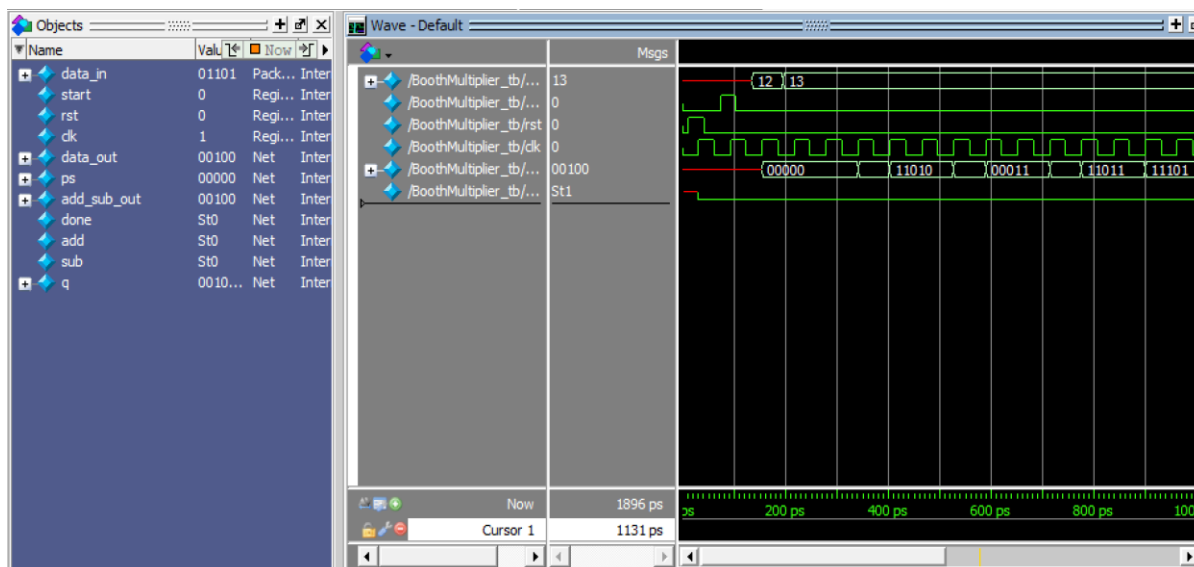 Objects
Name Valu Now
data_in 01101 Pack... Inter
start 0 Regi... Inter
rst 0 Regi... Inter
clk 1 Regi... Inter
data_out 00100 Net Inter
ps 00000 Net Inter
add_sub_out 00100 Net Inter
done St0 Net Inter
add St0 Net Inter
sub St0 Net Inter
q 0010... Net Inter
Wave - Default
Msgs
/BoothMultiplier_tb/... 13 12 13
/BoothMultiplier_tb/... 0
/BoothMultiplier_tb/rst 0
/BoothMultiplier_tb/clk 0
/BoothMultiplier_tb/... 00100 00000 11010 00011 11011 11101
/BoothMultiplier_tb/... St1
Now 1896 ps
ps 200 ps 400 ps 600 ps 800 ps 100
Cursor 1 1131 ps